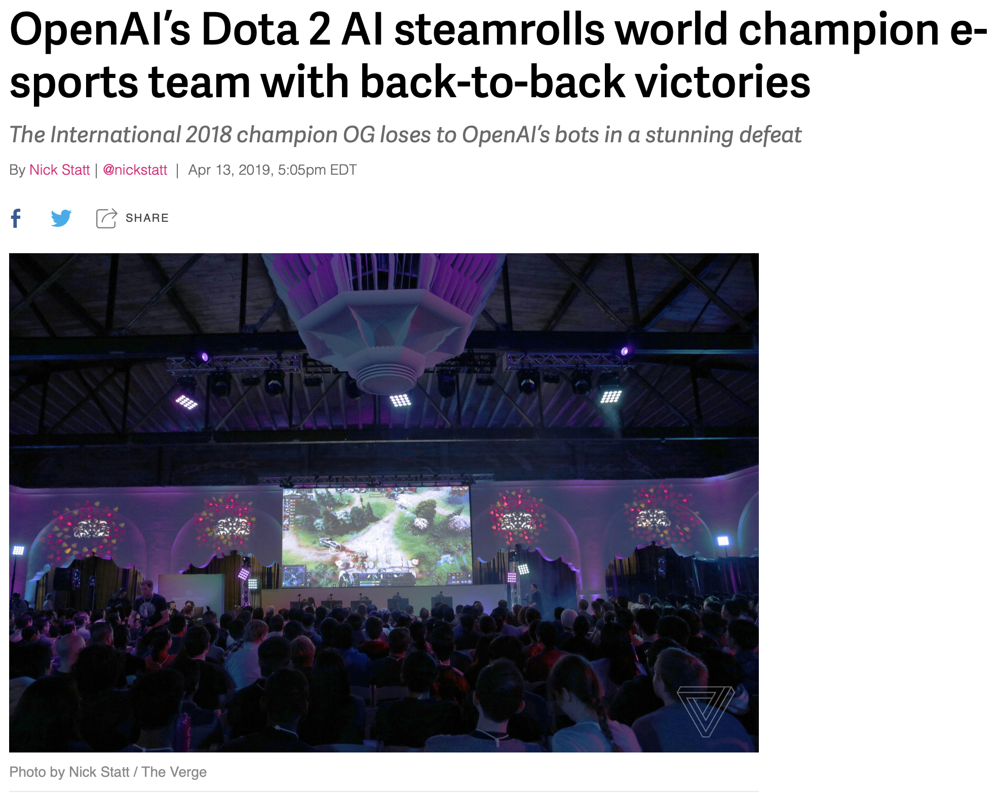 OpenAI’s Dota 2 AI steamrolls world champion e-
sports team with back-to-back victories
The International 2018 champion OG loses to OpenAI’s bots in a stunning defeat
By Nick Statt | @nickstatt | Apr 13, 2019, 5:05pm EDT
SHARE
Photo by Nick Statt / The Verge